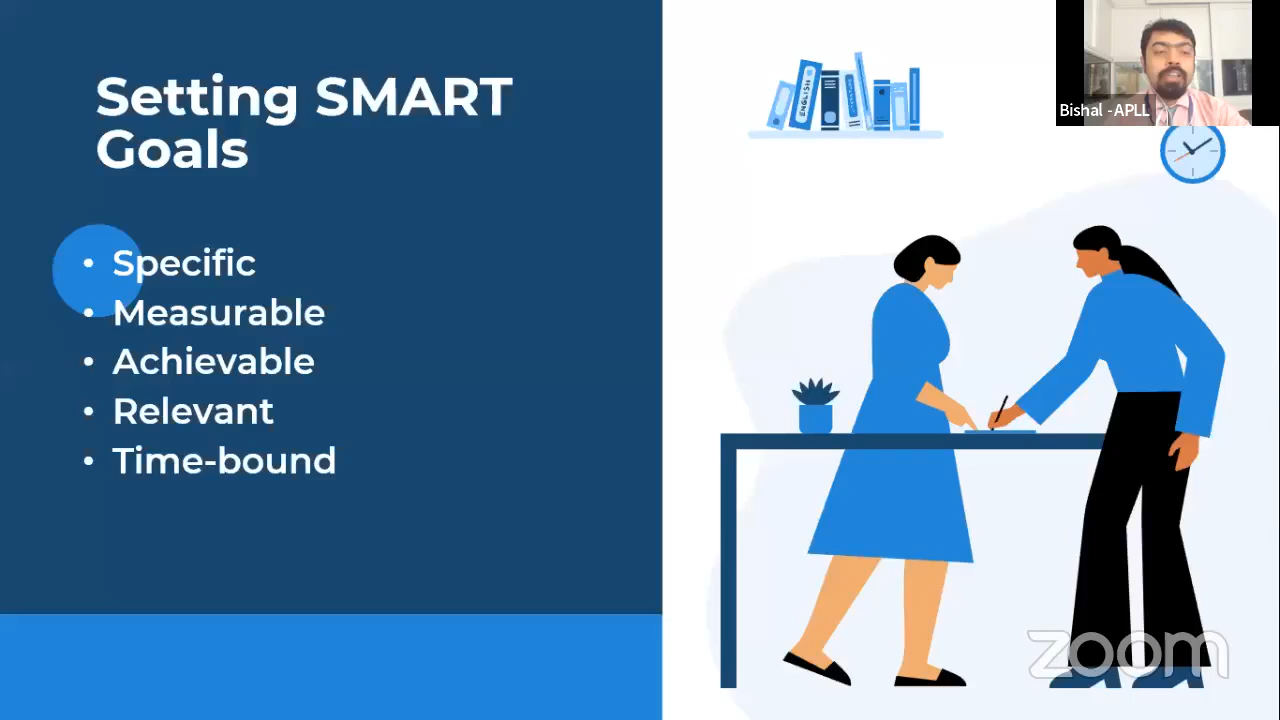 Setting SMART
Goals
• Specific
• Measurable
• Achievable
• Relevant
• Time-bound
ENGLISH
Bishal -APLL
zoom